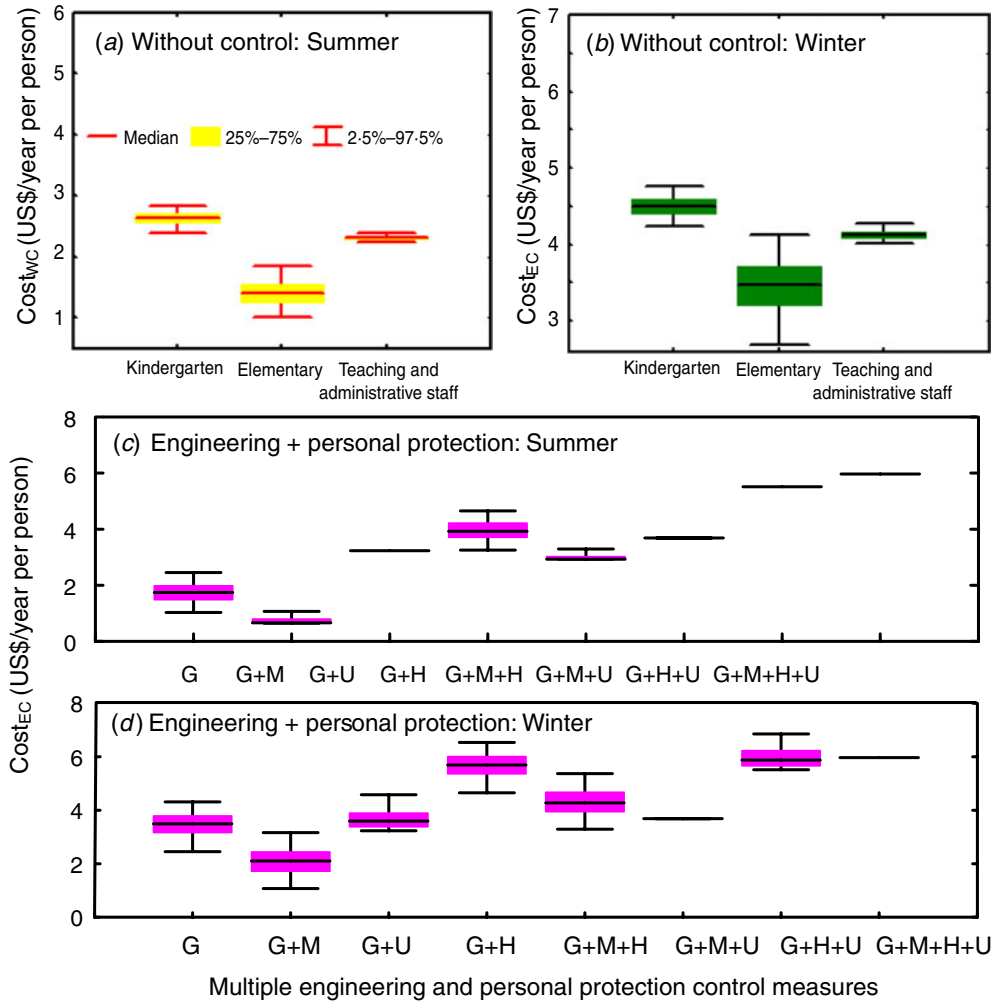 6
5
4
3
2
1
Cost_WC (US$/year per person)
(a) Without control: Summer
Median
25%–75%
2·5%–97·5%
Kindergarten
Elementary
Teaching and
administrative staff
7
6
5
4
3
Cost_EC (US$/year per person)
(b) Without control: Winter
Kindergarten
Elementary
Teaching and
administrative staff
Cost_EC (US$/year per person)
8
6
4
2
0
(c) Engineering + personal protection: Summer
G G+M G+U G+H G+M+H G+M+U G+H+U G+M+H+U
8
6
4
2
0
(d) Engineering + personal protection: Winter
G G+M G+U G+H G+M+H G+M+U G+H+U G+M+H+U
Multiple engineering and personal protection control measures